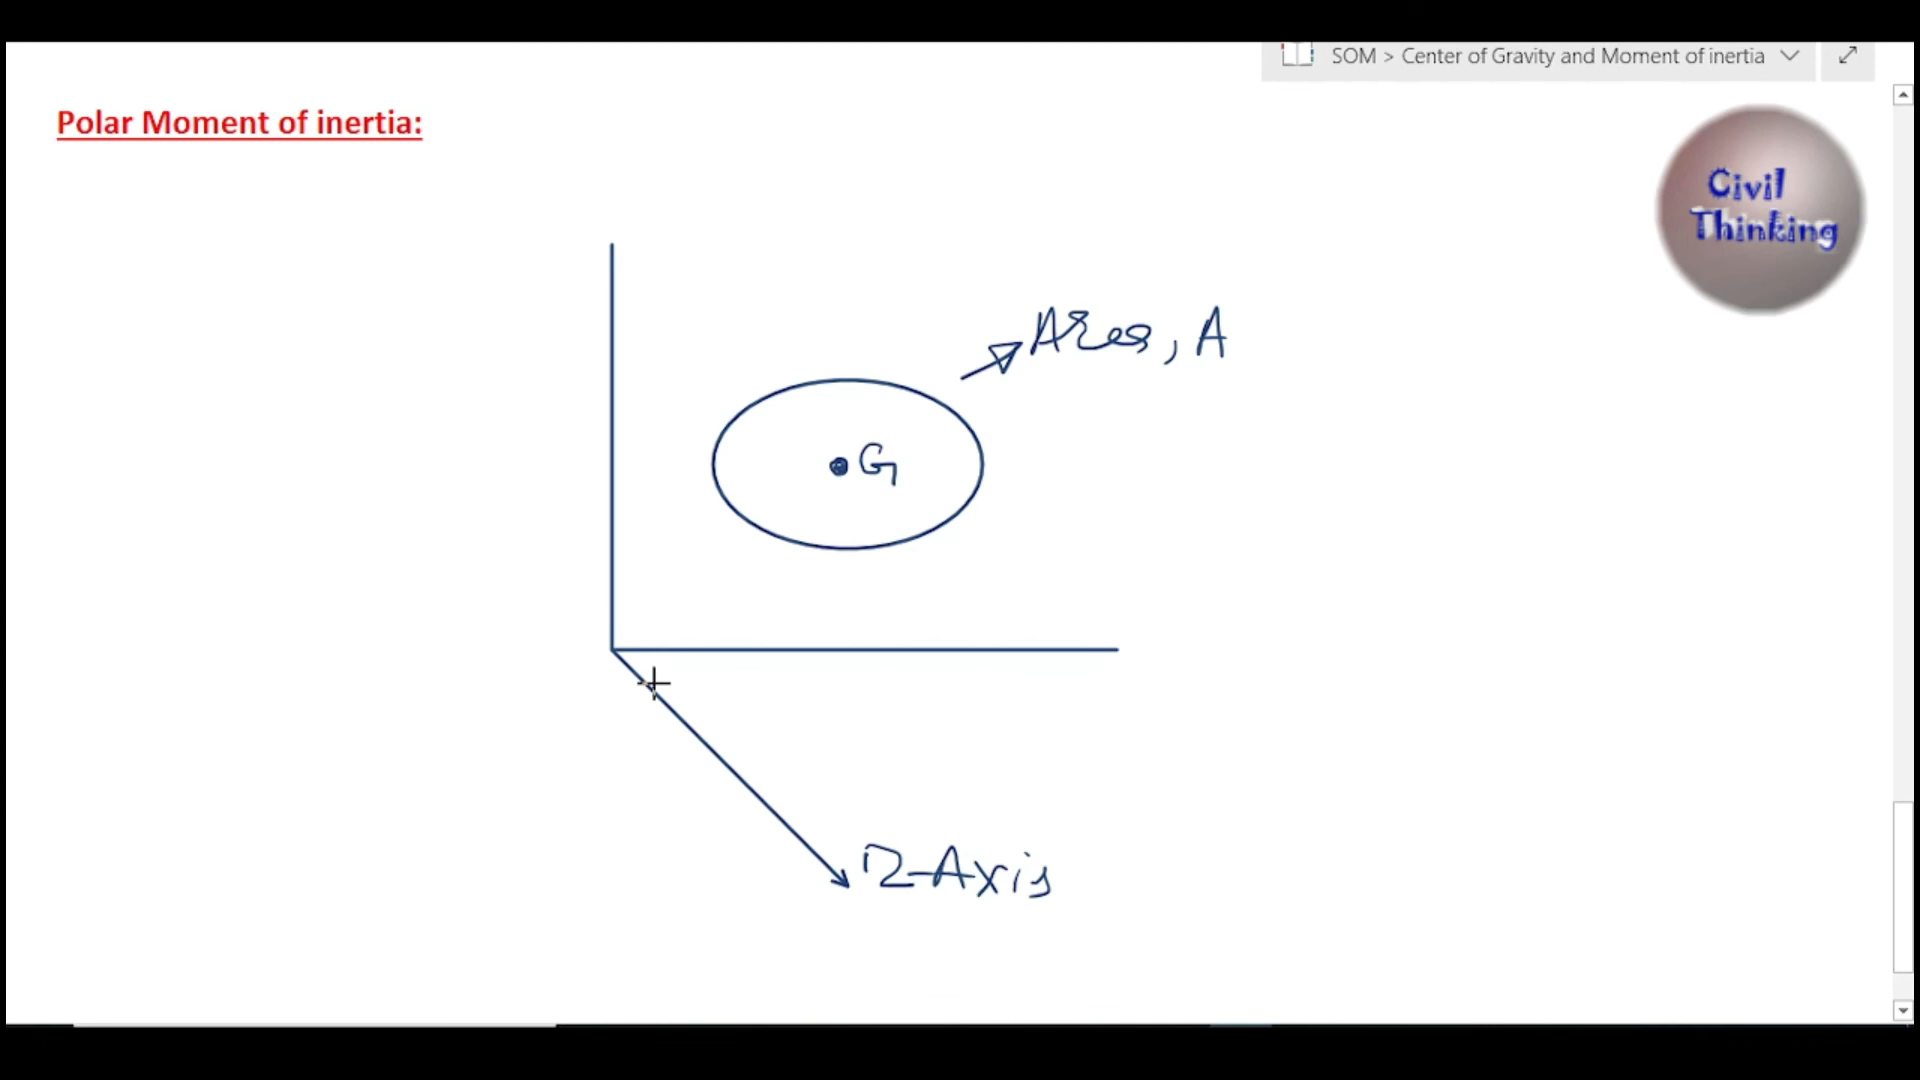 SOM > Center of Gravity and Moment of inertia
Polar Moment of inertia:
Civil
Thinking
Area, A
G
Z-Axis